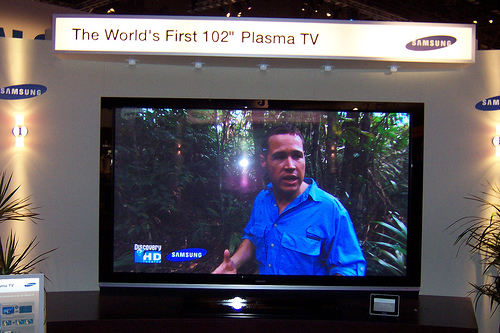 The World's First 102" Plasma TV
SAMSUNG
SAMSUNG
SAM
Discovery
HD
SAMSUNG